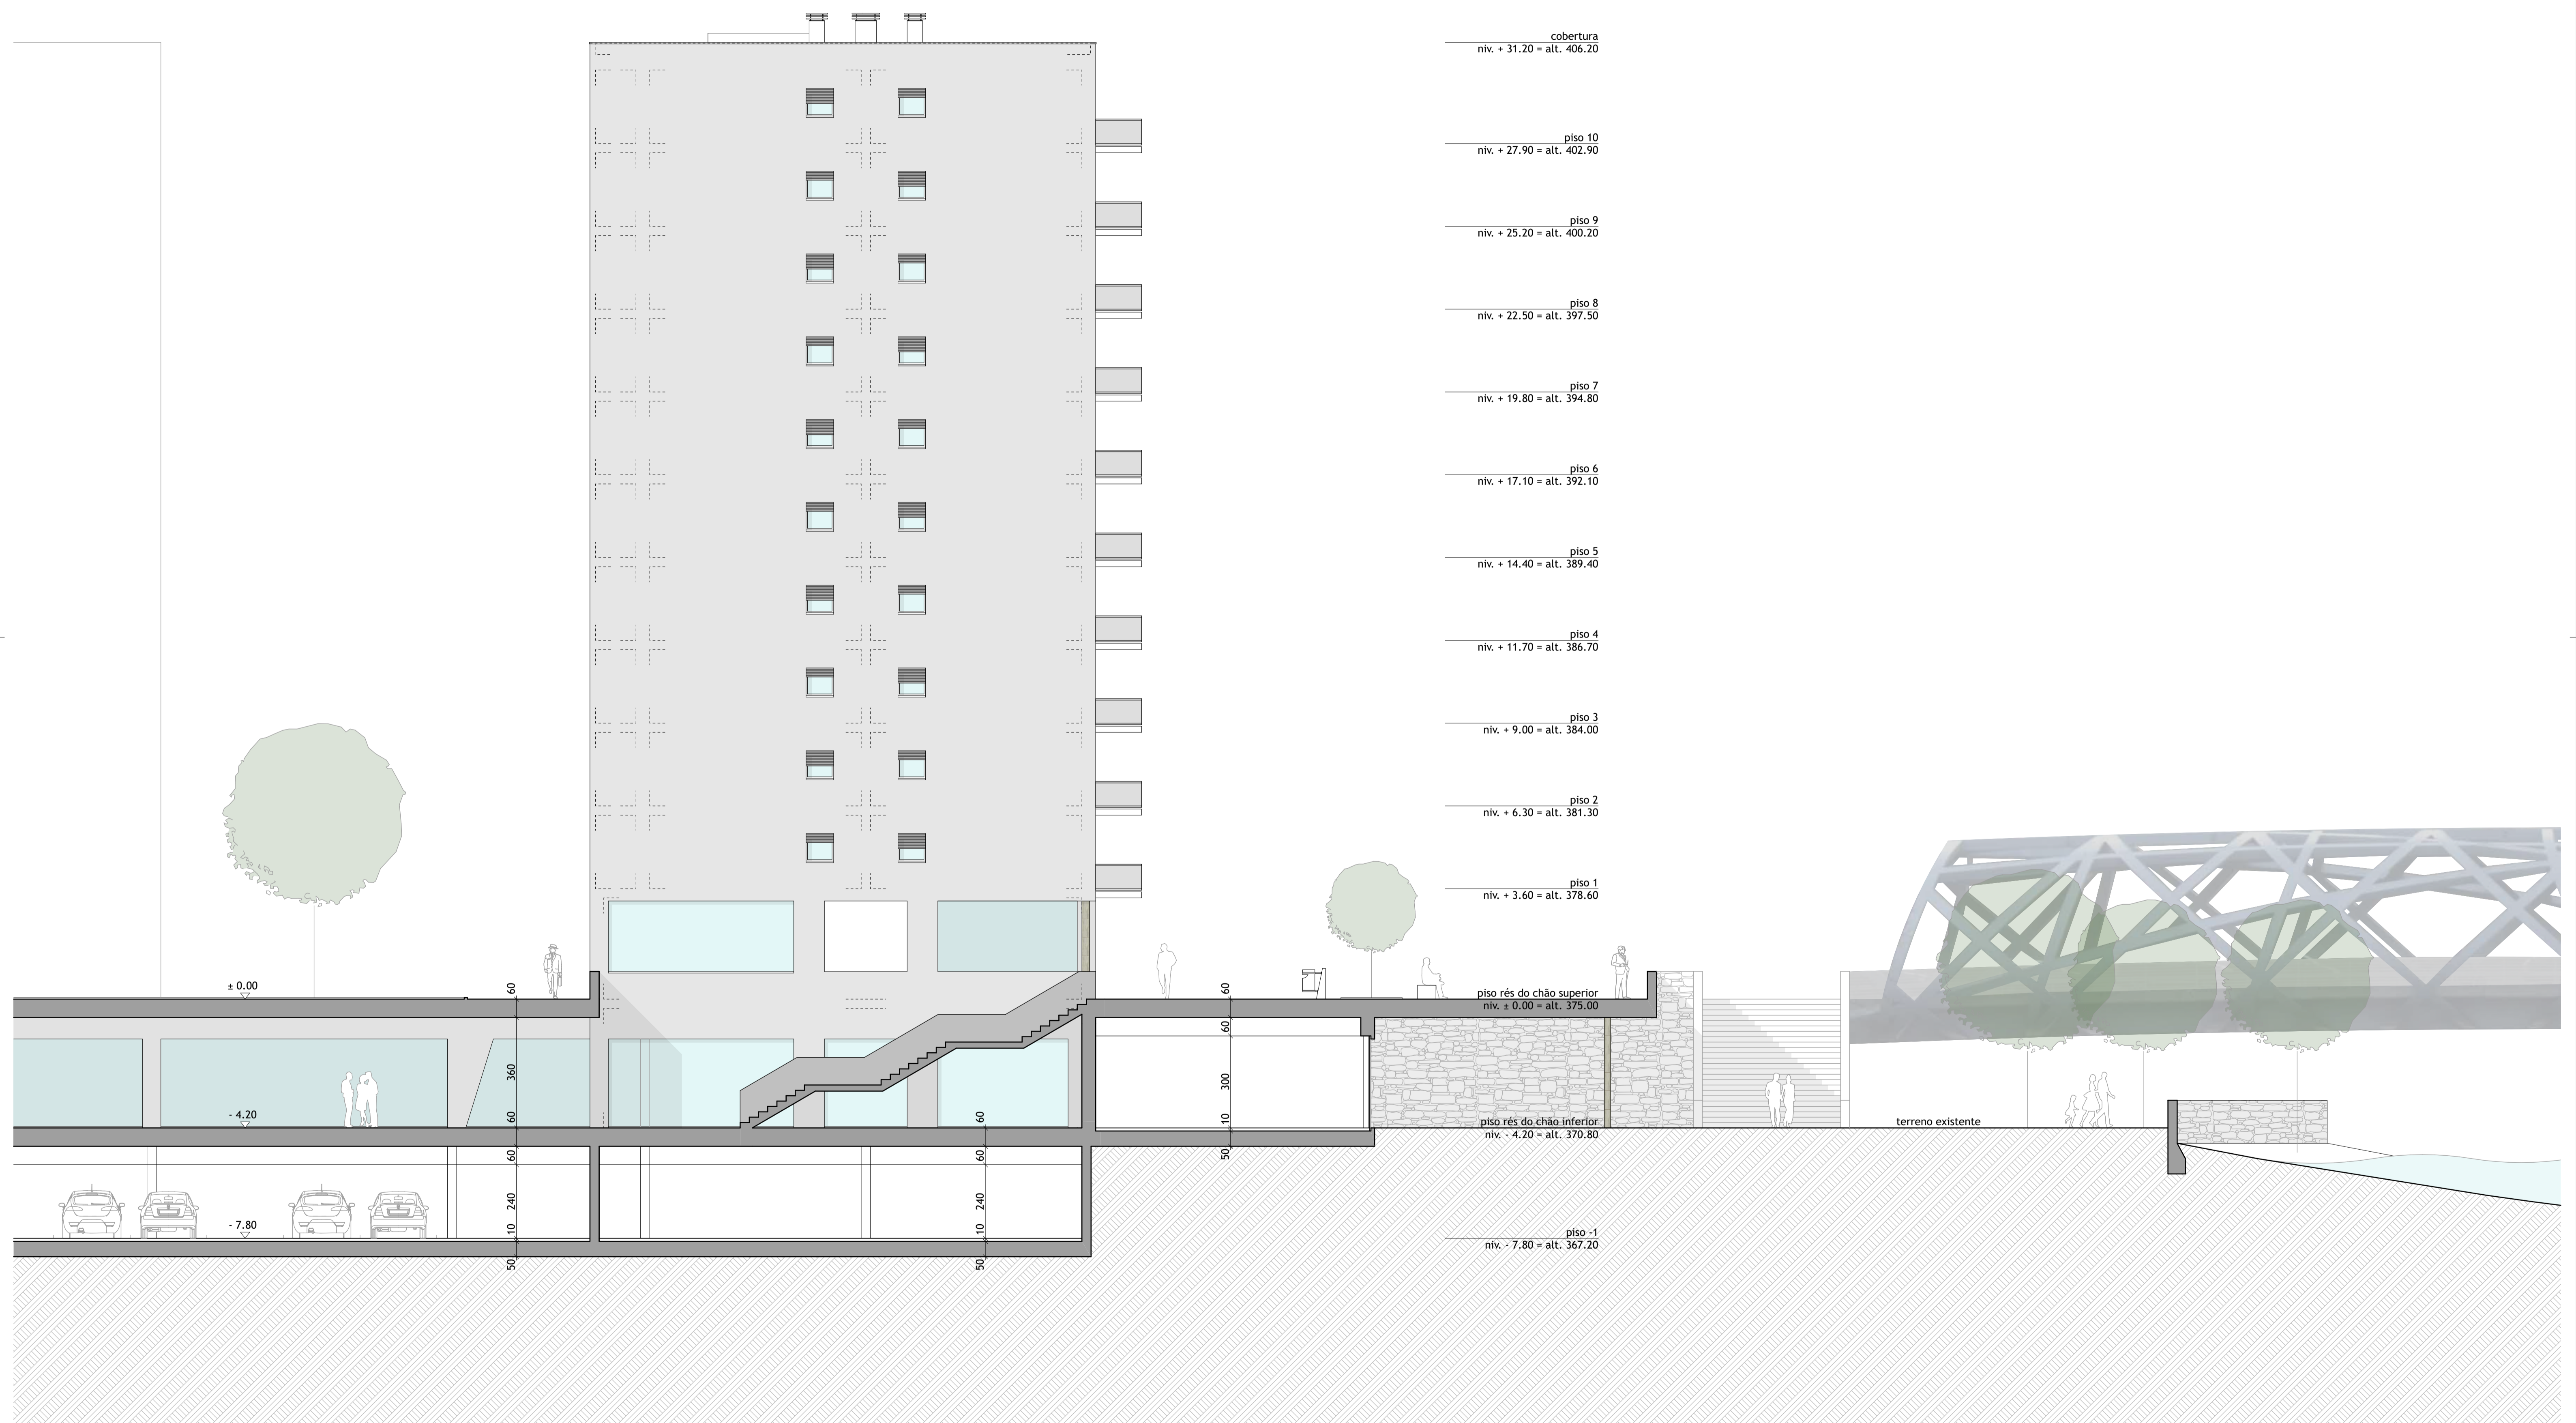 cobertura
niv. + 31.20 = alt. 406.20
piso 10
niv. + 27.90 = alt. 402.90
piso 9
niv. + 25.20 = alt. 400.20
piso 8
niv. + 22.50 = alt. 397.50
piso 7
niv. + 19.80 = alt. 394.80
piso 6
niv. + 17.10 = alt. 392.10
piso 5
niv. + 14.40 = alt. 389.40
piso 4
niv. + 11.70 = alt. 386.70
piso 3
niv. + 9.00 = alt. 384.00
piso 2
niv. + 6.30 = alt. 381.30
piso 1
niv. + 3.60 = alt. 378.60
piso rés do chão superior
niv. ± 0.00 = alt. 375.00
piso rés do chão inferior
niv. - 4.20 = alt. 370.80
piso -1
niv. - 7.80 = alt. 367.20
terreno existente
± 0.00
- 4.20
- 7.80
60
360
60
60
240
10
50
60
60
240
10
50
60
60
300
10
50